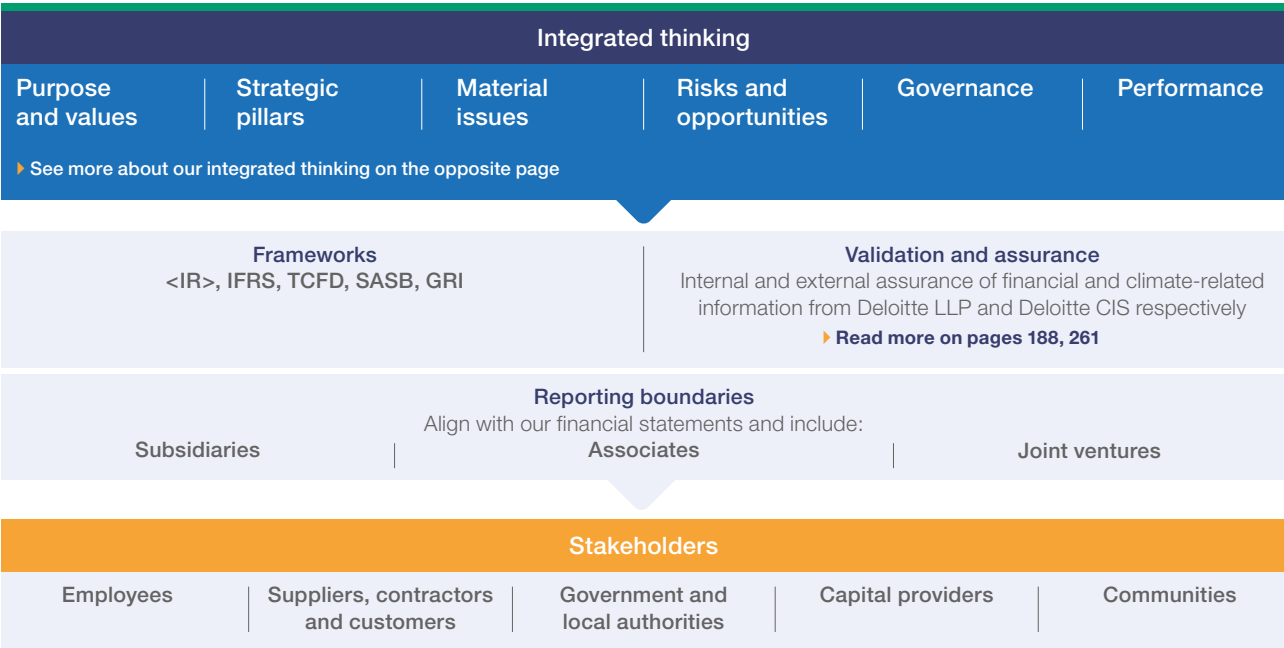 Integrated thinking
Purpose
and values
Strategic
pillars
Material
issues
Risks and
opportunities
Governance
Performance
See more about our integrated thinking on the opposite page
Frameworks
<IR>, IFRS, TCFD, SASB, GRI
Validation and assurance
Internal and external assurance of financial and climate-related
information from Deloitte LLP and Deloitte CIS respectively
Read more on pages 188, 261
Reporting boundaries
Align with our financial statements and include:
Subsidiaries
Associates
Joint ventures
Stakeholders
Employees
Suppliers, contractors
and customers
Government and
local authorities
Capital providers
Communities